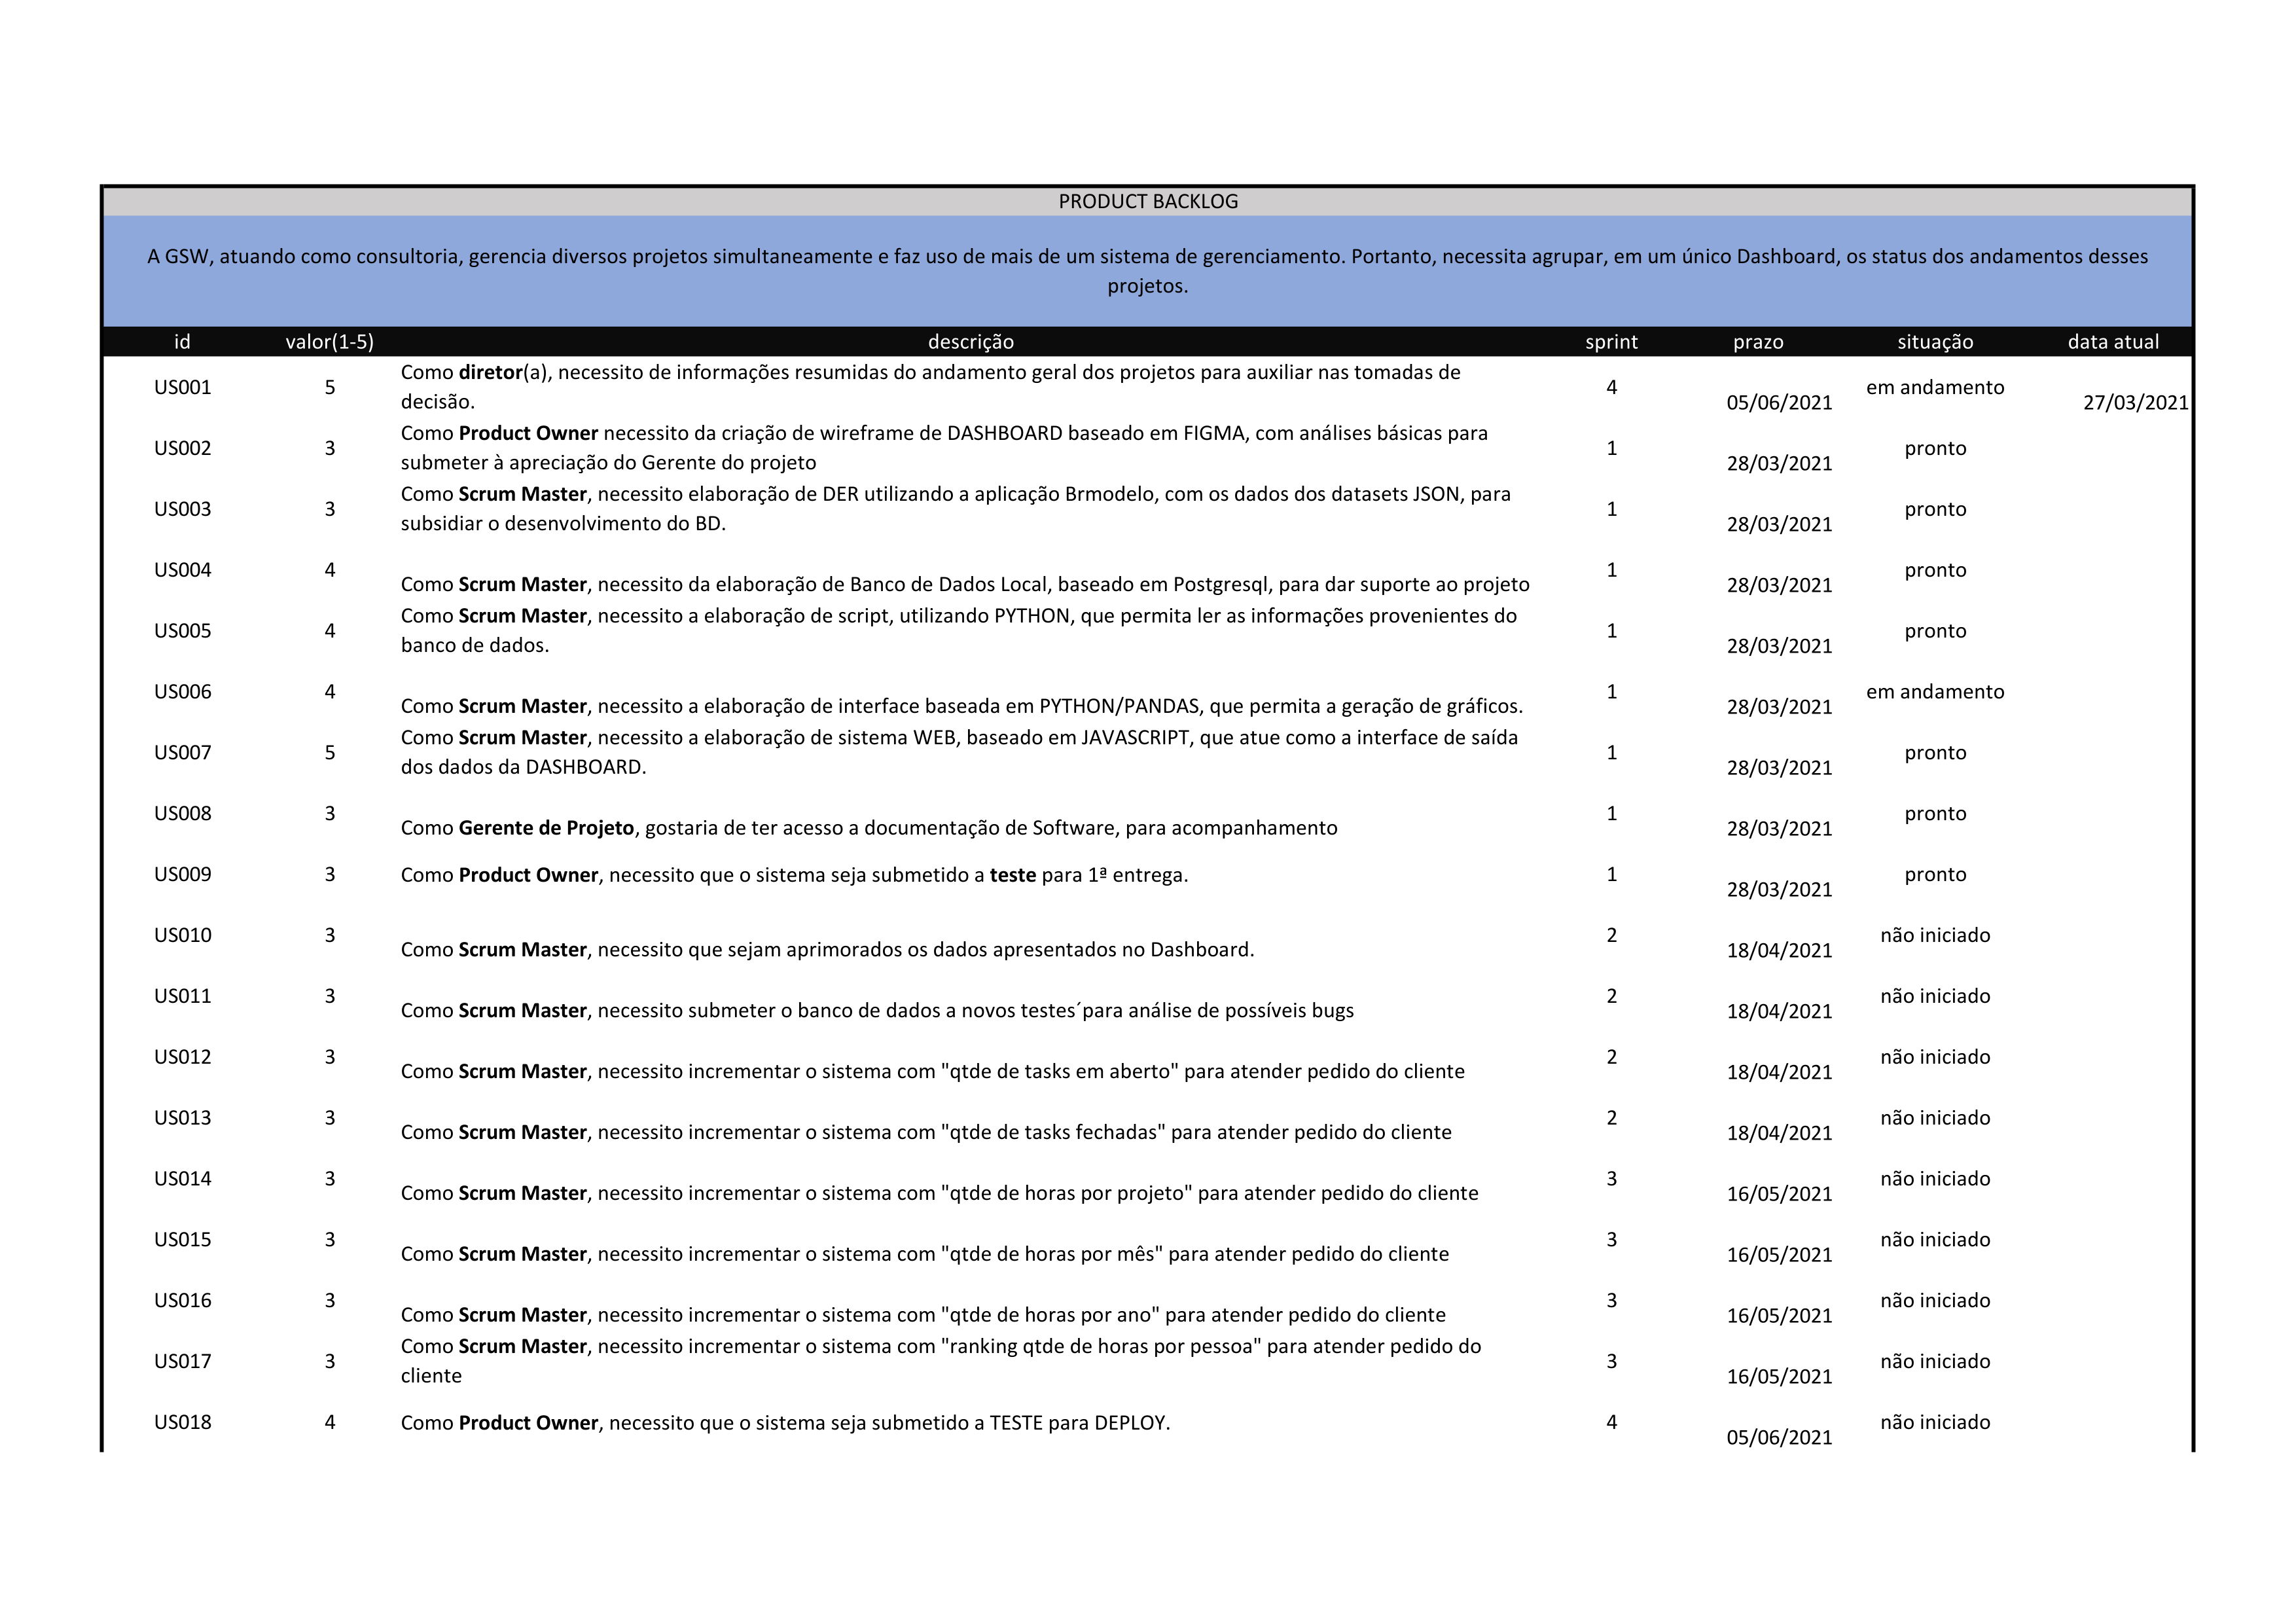 PRODUCT BACKLOG
A GSW, atuando como consultoria, gerencia diversos projetos simultaneamente e faz uso de mais de um sistema de gerenciamento. Portanto, necessita agrupar, em um único Dashboard, os status dos andamentos desses
projetos.
id valor(1-5) descrição sprint prazo situação data atual
US001 5 Como diretor(a), necessito de informações resumidas do andamento geral dos projetos para auxiliar nas tomadas de
decisão. 4 05/06/2021 em andamento 27/03/2021
US002 3 Como Product Owner necessito da criação de wireframe de DASHBOARD baseado em FIGMA, com análises básicas para
submeter à apreciação do Gerente do projeto 1 28/03/2021 pronto
US003 3 Como Scrum Master, necessito elaboração de DER utilizando a aplicação Brmodelo, com os dados dos datasets JSON, para
subsidiar o desenvolvimento do BD. 1 28/03/2021 pronto
US004 4 Como Scrum Master, necessito da elaboração de Banco de Dados Local, baseado em Postgresql, para dar suporte ao projeto 1 28/03/2021 pronto
US005 4 Como Scrum Master, necessito a elaboração de script, utilizando PYTHON, que permita ler as informações provenientes do
banco de dados. 1 28/03/2021 pronto
US006 4 Como Scrum Master, necessito a elaboração de interface baseada em PYTHON/PANDAS, que permita a geração de gráficos. 1 28/03/2021 em andamento
US007 5 Como Scrum Master, necessito a elaboração de sistema WEB, baseado em JAVASCRIPT, que atue como a interface de saída
dos dados da DASHBOARD. 1 28/03/2021 pronto
US008 3 Como Gerente de Projeto, gostaria de ter acesso a documentação de Software, para acompanhamento 1 28/03/2021 pronto
US009 3 Como Product Owner, necessito que o sistema seja submetido a teste para 1ª entrega. 1 28/03/2021 pronto
US010 3 Como Scrum Master, necessito que sejam aprimorados os dados apresentados no Dashboard. 2 18/04/2021 não iniciado
US011 3 Como Scrum Master, necessito submeter o banco de dados a novos testes´para análise de possíveis bugs 2 18/04/2021 não iniciado
US012 3 Como Scrum Master, necessito incrementar o sistema com "qtde de tasks em aberto" para atender pedido do cliente 2 18/04/2021 não iniciado
US013 3 Como Scrum Master, necessito incrementar o sistema com "qtde de tasks fechadas" para atender pedido do cliente 2 18/04/2021 não iniciado
US014 3 Como Scrum Master, necessito incrementar o sistema com "qtde de horas por projeto" para atender pedido do cliente 3 16/05/2021 não iniciado
US015 3 Como Scrum Master, necessito incrementar o sistema com "qtde de horas por mês" para atender pedido do cliente 3 16/05/2021 não iniciado
US016 3 Como Scrum Master, necessito incrementar o sistema com "qtde de horas por ano" para atender pedido do cliente 3 16/05/2021 não iniciado
US017 3 Como Scrum Master, necessito incrementar o sistema com "ranking qtde de horas por pessoa" para atender pedido do
cliente 3 16/05/2021 não iniciado
US018 4 Como Product Owner, necessito que o sistema seja submetido a TESTE para DEPLOY. 4 05/06/2021 não iniciado